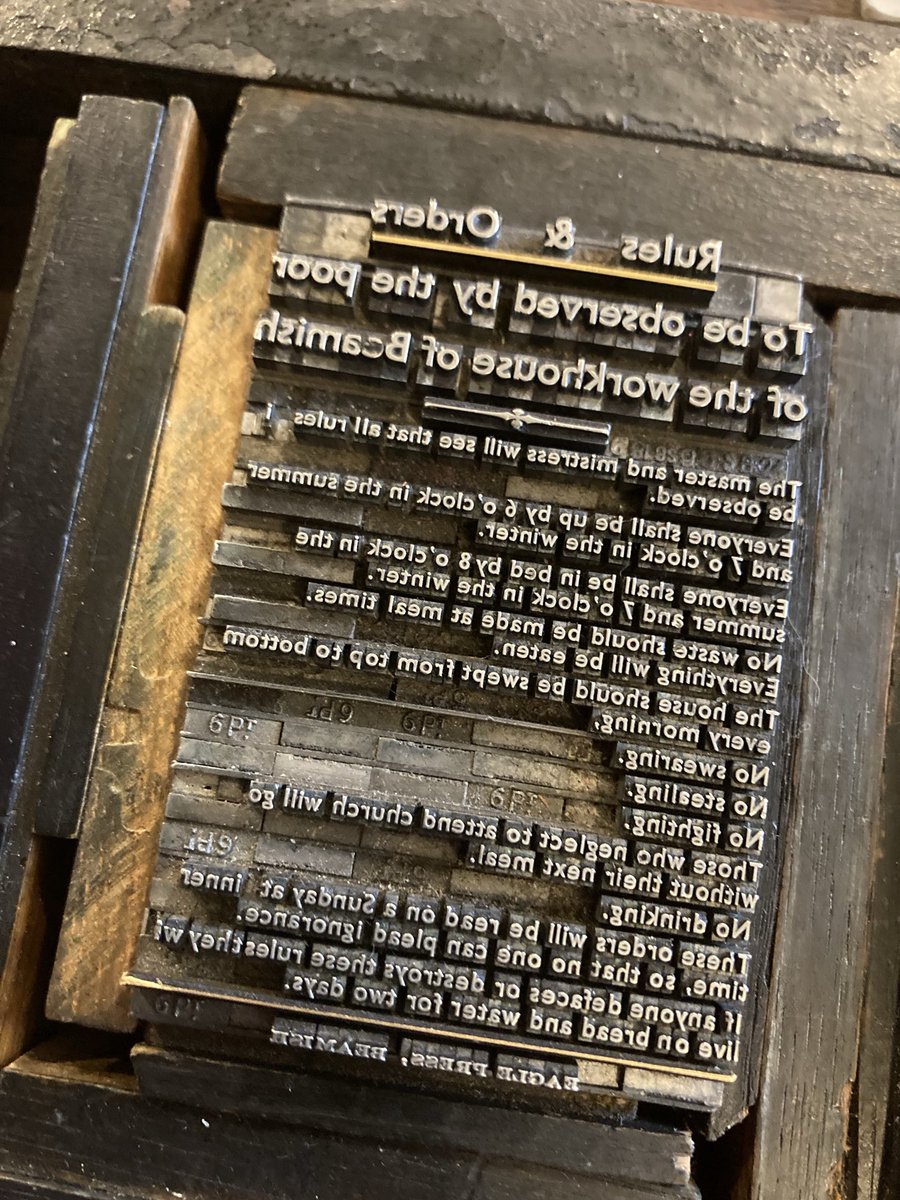 Rules & Orders
To be observed by the poor
of the workhouse of Beamish
The master and mistress will see that all rules
be observed.
Everyone shall be up by 6 o'clock in the summer
and 7 o'clock in the winter.
Everyone shall be in bed by 8 o'clock in the
summer and 7 o'clock in the winter.
No waste should be made at meal times.
Everything will be eaten.
The house should be swept from top to bottom
every morning.
No swearing.
No stealing.
No fighting.
Those who neglect to attend church will go
without their next meal.
No drinking.
These orders will be read on a Sunday at inner
time, so that no one can plead ignorance.
If anyone defaces or destroys these rules they wi
live on bread and water for two days.
EAGLE PRESS, BEAMISH